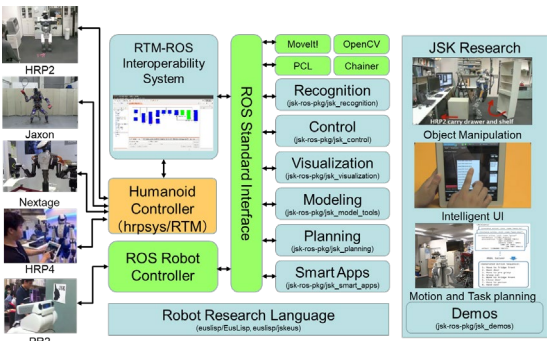 HRP2
Jaxon
Nextage
HRP4
PR2
RTM-ROS
Interoperability
System
Humanoid
Controller
(hrpsys/RTM)
ROS Robot
Controller
ROS Standard Interface
MoveIt!
OpenCV
PCL
Chainer
Recognition
(jsk-ros-pkg/jsk_recognition)
Control
(jsk-ros-pkg/jsk_control)
Visualization
(jsk-ros-pkg/jsk_visualization)
Modeling
(jsk-ros-pkg/jsk_model_tools)
Planning
(jsk-ros-pkg/jsk_planning)
Smart Apps
(jsk-ros-pkg/jsk_smart_apps)
Robot Research Language
(euslisp/EusLisp, euslisp/jskeus)
JSK Research
HRP2 carry drawer and shelf
Object Manipulation
Intelligent UI
Motion and Task planning
Demos
(jsk-ros-pkg/jsk_demos)